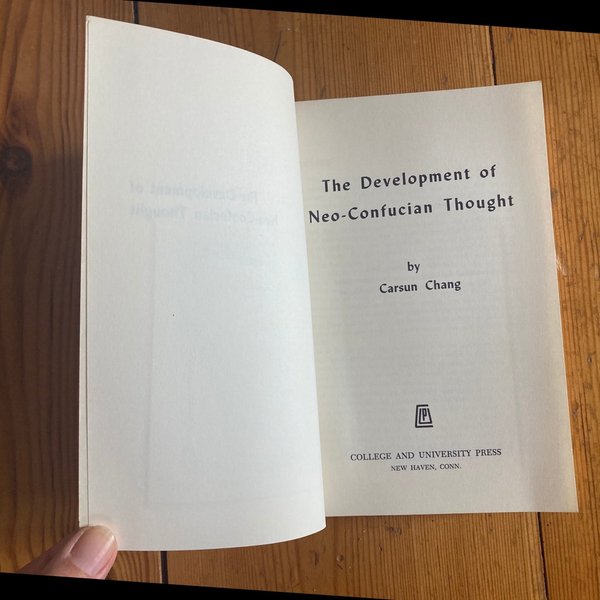 The Development of
Neo-Confucian Thought
by
Carsun Chang
COLLEGE AND UNIVERSITY PRESS
NEW HAVEN, CONN.